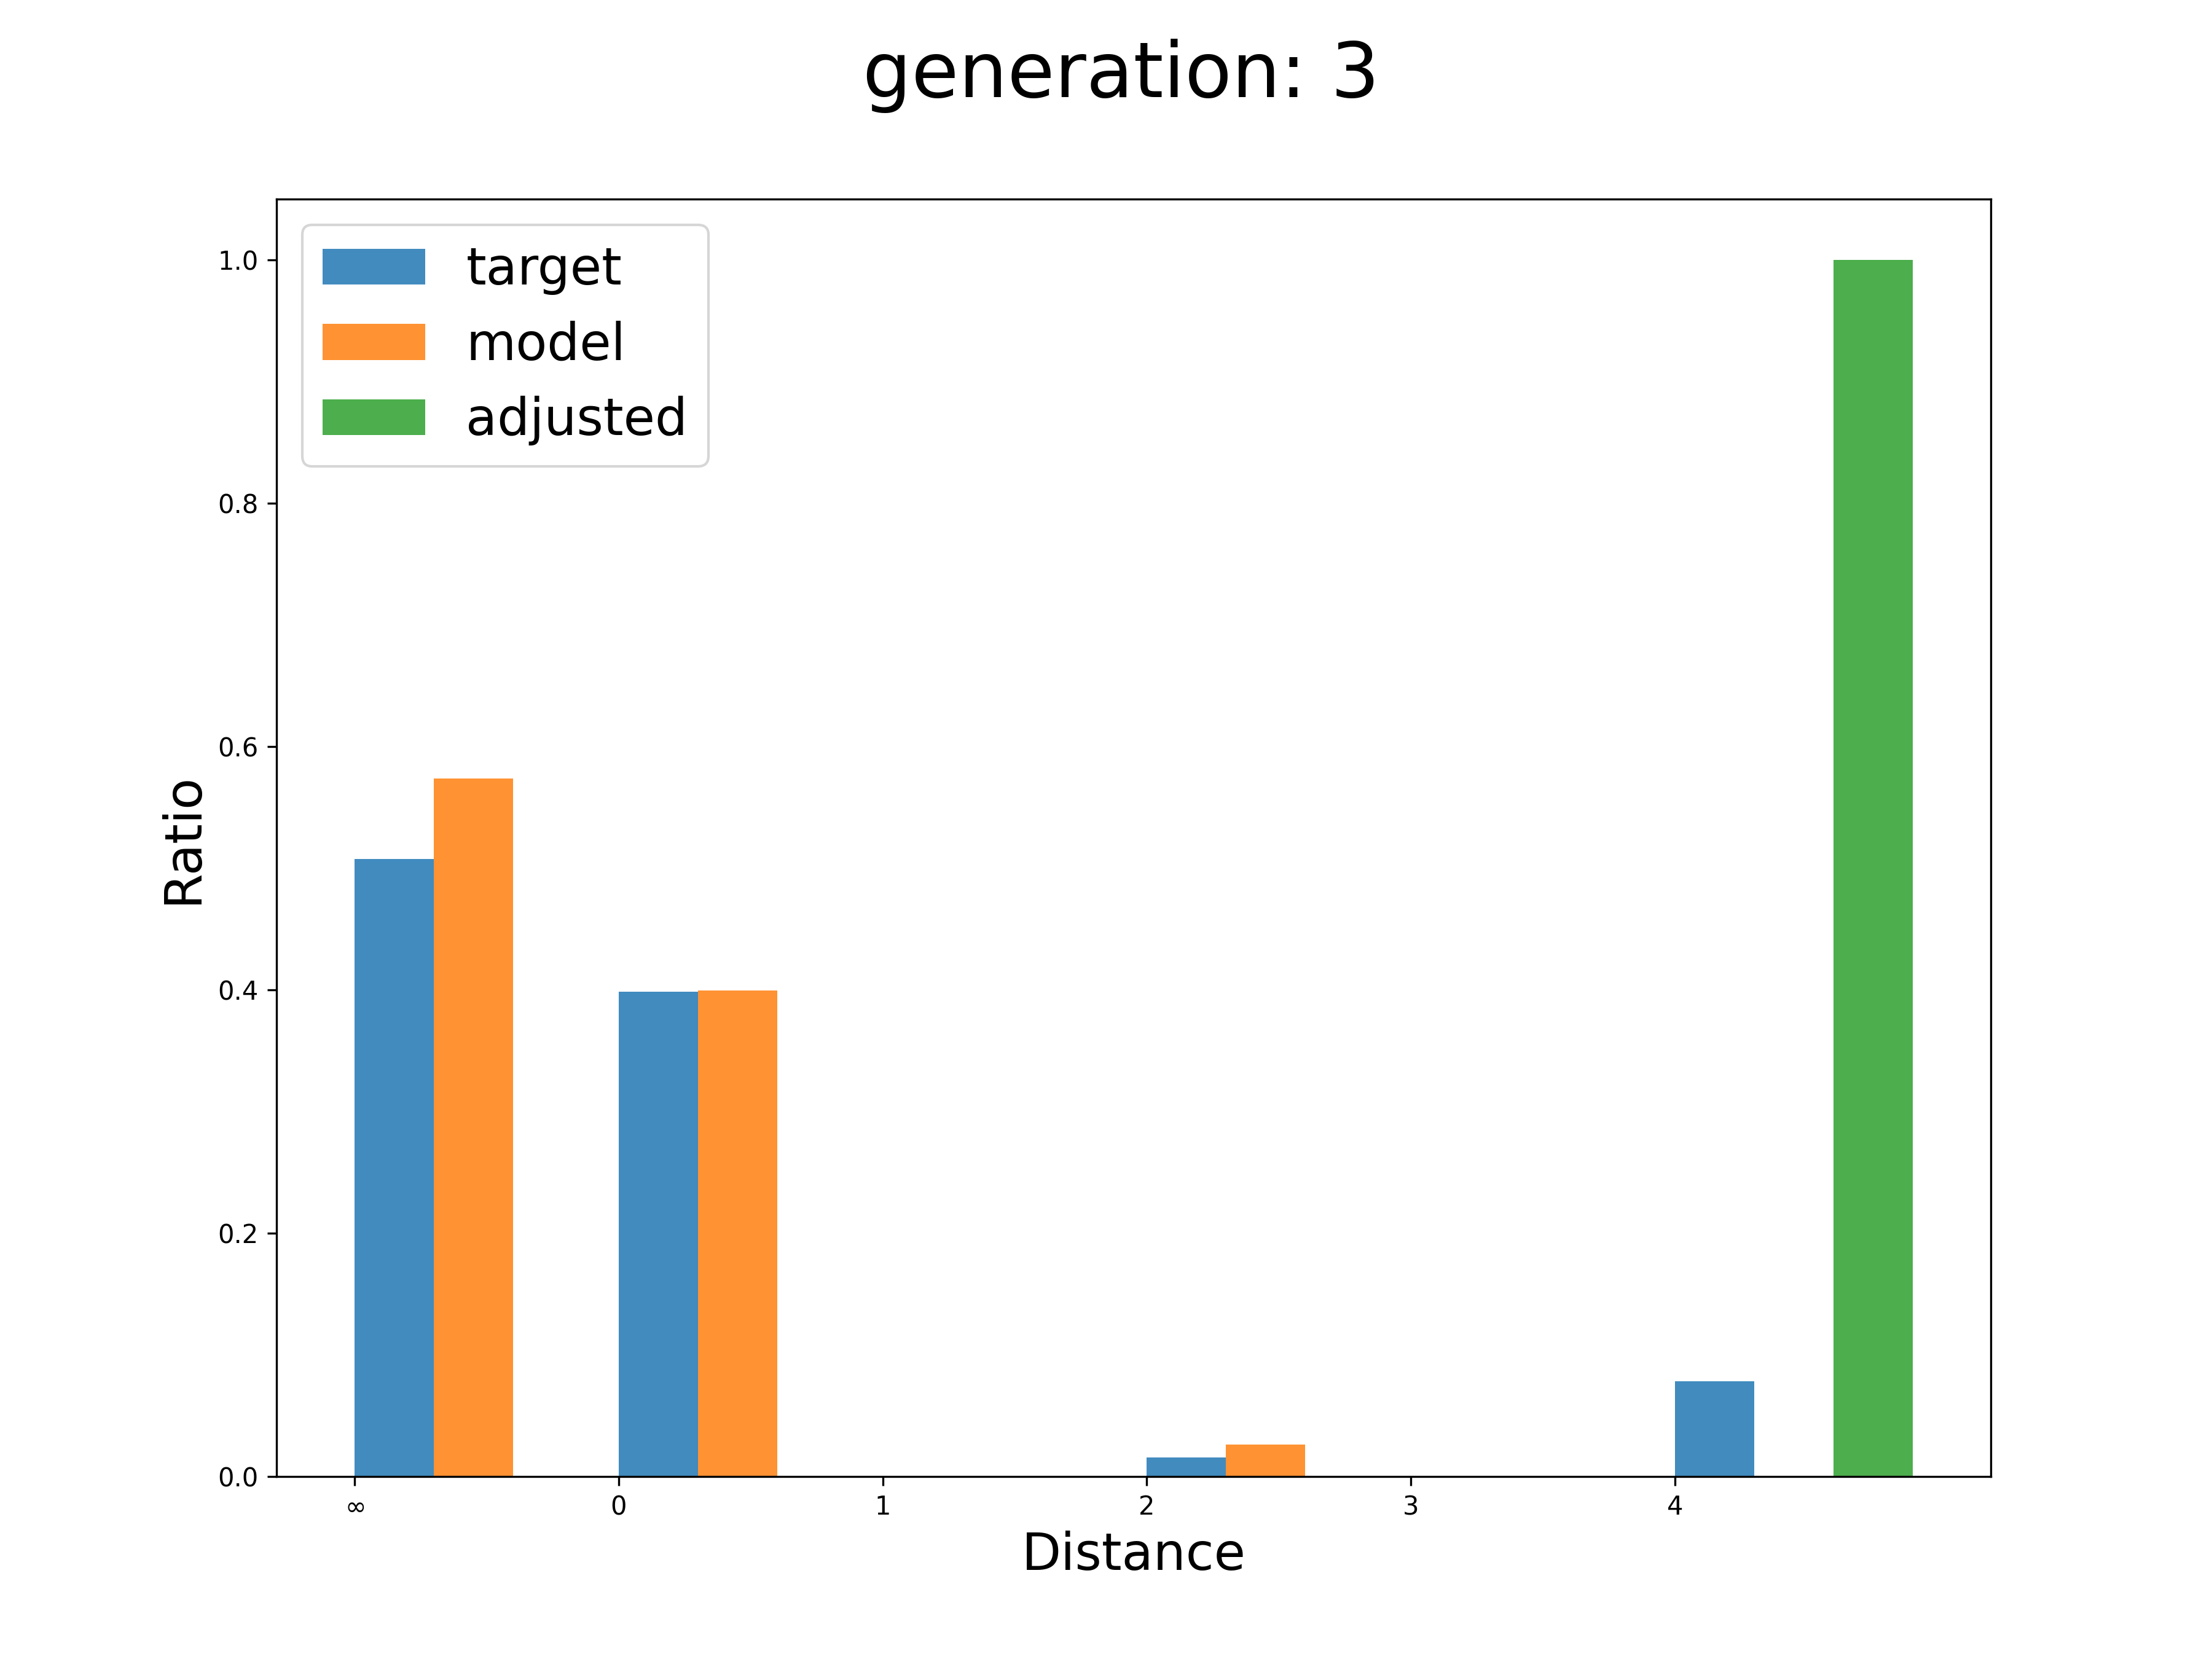 generation: 3
target
model
adjusted
1.0
0.8
0.6
0.4
0.2
0.0
Ratio
∞ 0 1 2 3 4
Distance